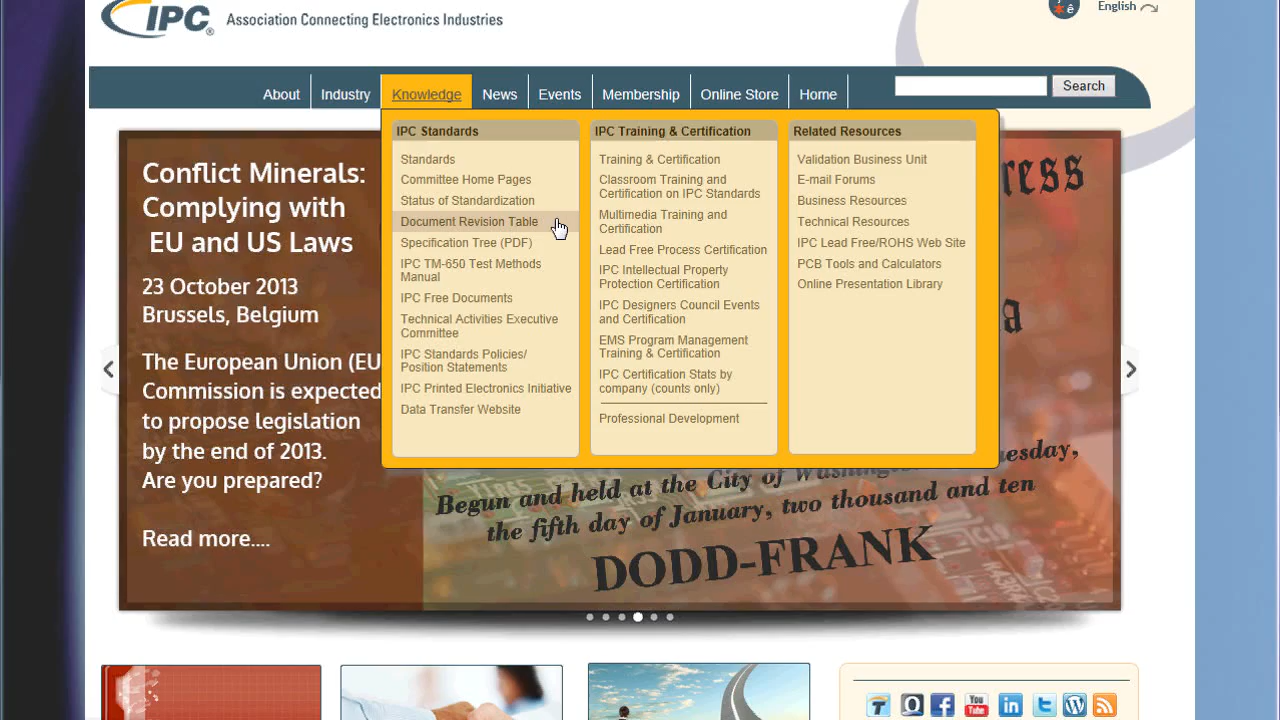 IPC® Association Connecting Electronics Industries
English
About
Industry
Knowledge
News
Events
Membership
Online Store
Home
Search
IPC Standards
Standards
Committee Home Pages
Status of Standardization
Document Revision Table
Specification Tree (PDF)
IPC TM-650 Test Methods
Manual
IPC Free Documents
Technical Activities Executive
Committee
IPC Standards Policies/
Position Statements
IPC Printed Electronics Initiative
Data Transfer Website
IPC Training & Certification
Training & Certification
Classroom Training and
Certification on IPC Standards
Multimedia Training and
Certification
Lead Free Process Certification
IPC Intellectual Property
Protection Certification
IPC Designers Council Events
and Certification
EMS Program Management
Training & Certification
IPC Certification Stats by
company (counts only)
Professional Development
Related Resources
Validation Business Unit
E-mail Forums
Business Resources
Technical Resources
IPC Lead Free/ROHS Web Site
PCB Tools and Calculators
Online Presentation Library
Conflict Minerals:
Complying with
EU and US Laws
23 October 2013
Brussels, Belgium
The European Union (EU
Commission is expected
to propose legislation
by the end of 2013.
Are you prepared?
Read more....
ress
a
Begun and held at the City of Washing
esday,
the fifth day of January, two thousand and ten
DODD-FRANK
You
Tube